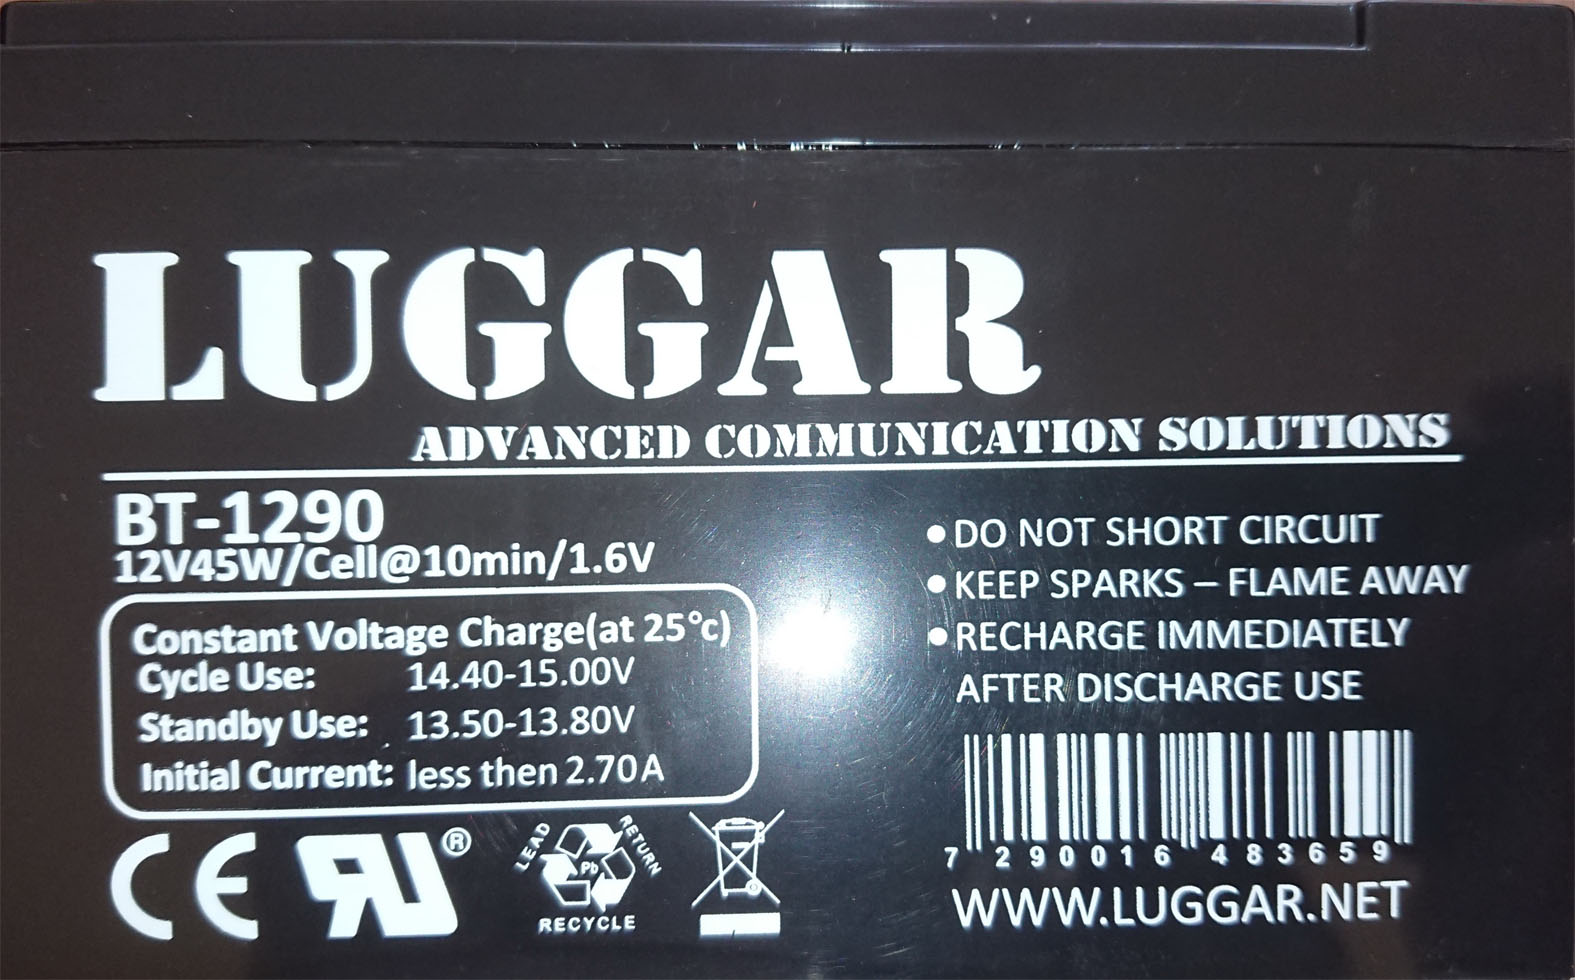 LUGGAR
ADVANCED COMMUNICATION SOLUTIONS
BT-1290
12V45W/Cell@10min/1.6V
Constant Voltage Charge(at 25°c)
Cycle Use: 14.40-15.00V
Standby Use: 13.50-13.80V
Initial Current: less then 2.70A
• DO NOT SHORT CIRCUIT
• KEEP SPARKS – FLAME AWAY
• RECHARGE IMMEDIATELY
AFTER DISCHARGE USE
CE RU ®
LEAD RETURN
Pb
RECYCLE
7 290016 483659
WWW.LUGGAR.NET